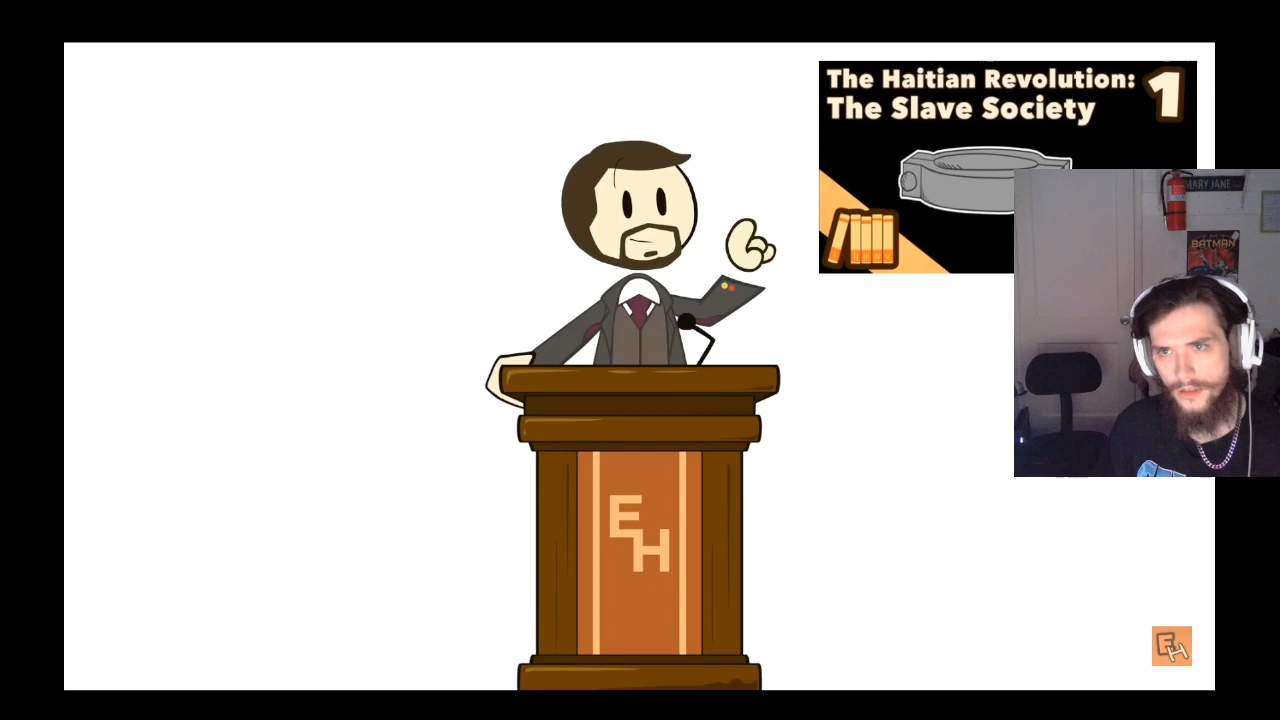 The Haitian Revolution:
The Slave Society
1
MARY JANE
BATMAN
EH
EH